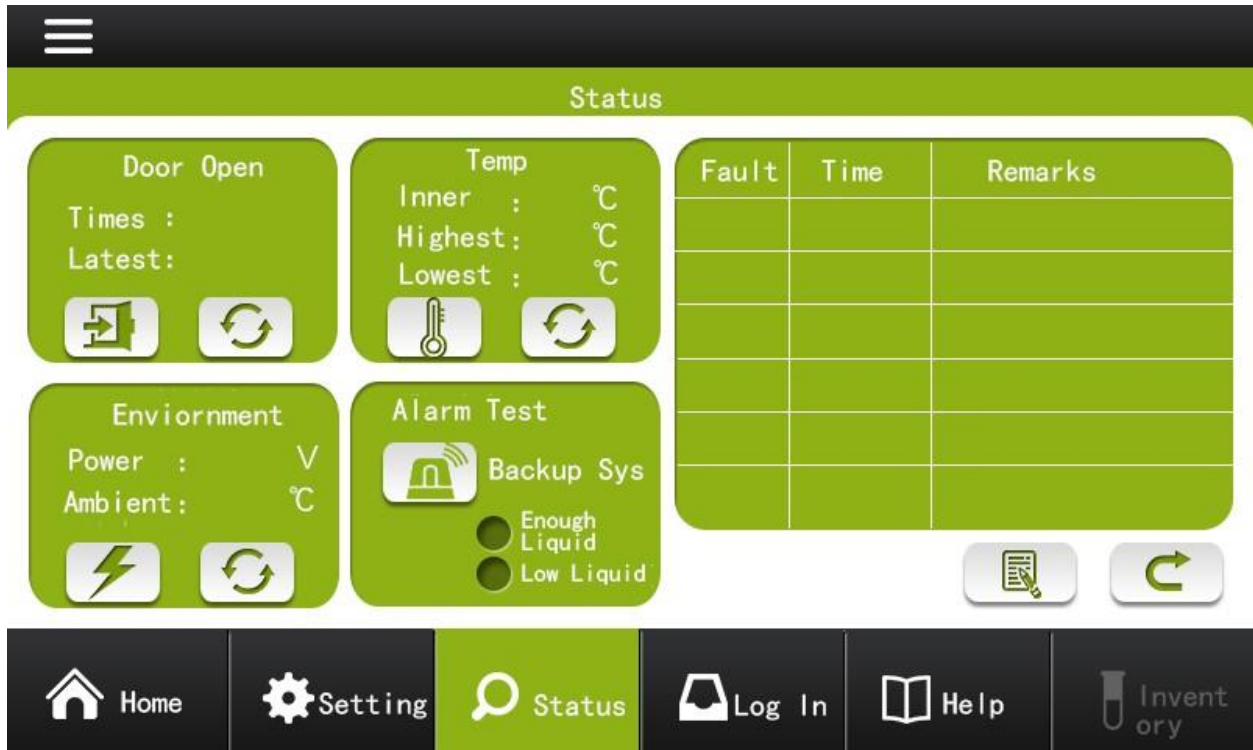 Status
Door Open
Times :
Latest:
Temp
Inner : ℃
Highest: ℃
Lowest : ℃
Enviornment
Power : V
Ambient: ℃
Alarm Test
Backup Sys
Enough
Liquid
Low Liquid
Fault Time Remarks
Home
Setting
Status
Log In
Help
Invent
ory